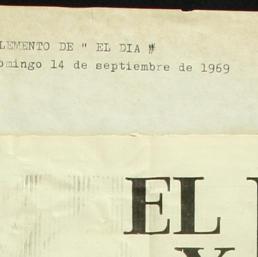 LEMENTO DE " EL DIA "
omingo 14 de septiembre de 1969
EL
Y